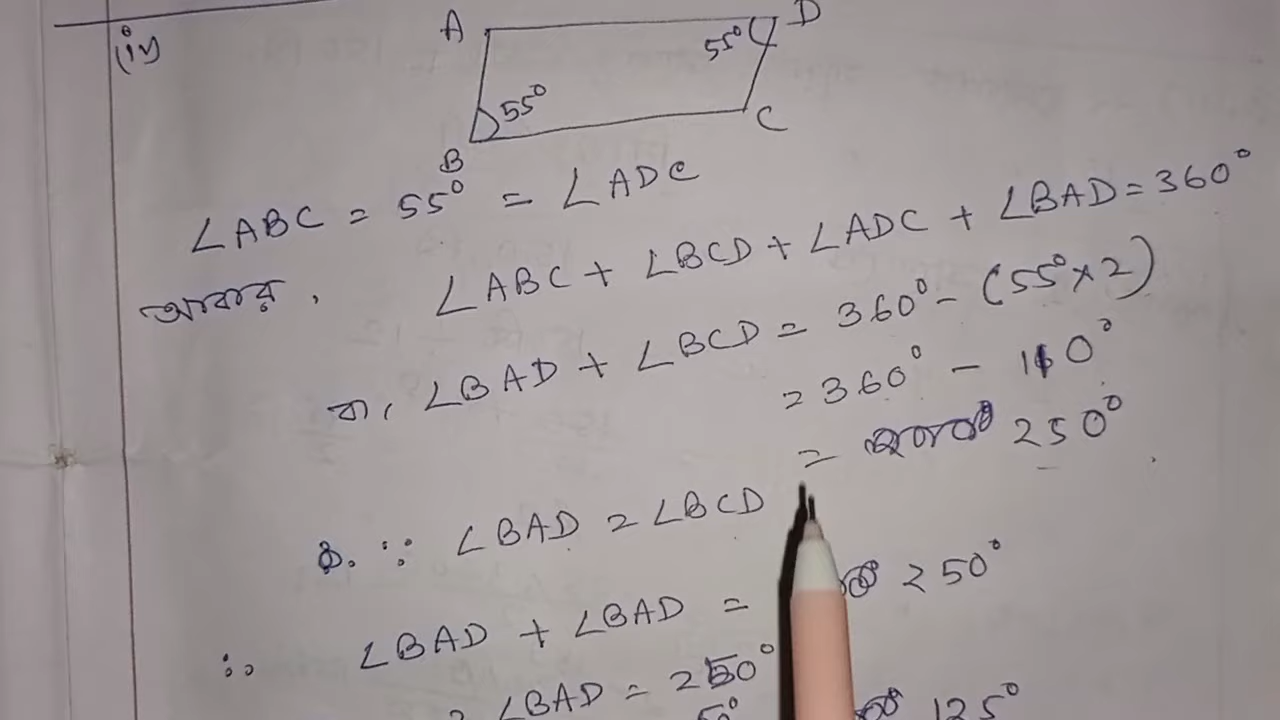 (iv)
A D
55°
55°
B C
∠ABC = 55° = ∠ADC
আবার, ∠ABC + ∠BCD + ∠ADC + ∠BAD = 360°
বা, ∠BAD + ∠BCD = 360° - (55° × 2)
= 360° - 110°
= 250°
∵ ∠BAD = ∠BCD
∴ ∠BAD + ∠BAD = 250°
∠BAD = 250°
125°